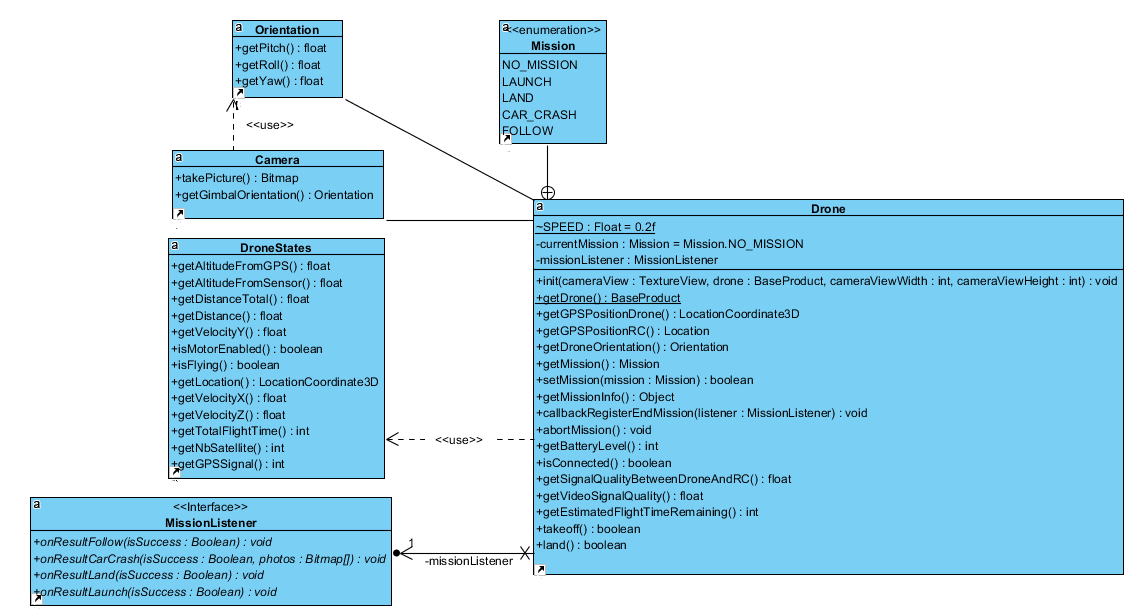 a
Orientation
+getPitch() : float
+getRoll() : float
+getYaw() : float
a
<<enumeration>>
Mission
NO_MISSION
LAUNCH
LAND
CAR_CRASH
FOLLOW
<<use>>
a
Camera
+takePicture() : Bitmap
+getGimbalOrientation() : Orientation
a
DroneStates
+getAltitudeFromGPS() : float
+getAltitudeFromSensor() : float
+getDistanceTotal() : float
+getDistance() : float
+getVelocityY() : float
+isMotorEnabled() : boolean
+isFlying() : boolean
+getLocation() : LocationCoordinate3D
+getVelocityX() : float
+getVelocityZ() : float
+getTotalFlightTime() : int
+getNbSatellite() : int
+getGPSSignal() : int
a
Drone
~SPEED : Float = 0.2f
-currentMission : Mission = Mission.NO_MISSION
-missionListener : MissionListener
+init(cameraView : TextureView, drone : BaseProduct, cameraViewWidth : int, cameraViewHeight : int) : void
+getDrone() : BaseProduct
+getGPSPositionDrone() : LocationCoordinate3D
+getGPSPositionRC() : Location
+getDroneOrientation() : Orientation
+getMission() : Mission
+setMission(mission : Mission) : boolean
+getMissionInfo() : Object
+callbackRegisterEndMission(listener : MissionListener) : void
+abortMission() : void
+getBatteryLevel() : int
+isConnected() : boolean
+getSignalQualityBetweenDroneAndRC() : float
+getVideoSignalQuality() : float
+getEstimatedFlightTimeRemaining() : int
+takeoff() : boolean
+land() : boolean
<<use>>
a
<<Interface>>
MissionListener
+onResultFollow(isSuccess : Boolean) : void
+onResultCarCrash(isSuccess : Boolean, photos : Bitmap[]) : void
+onResultLand(isSuccess : Boolean) : void
+onResultLaunch(isSuccess : Boolean) : void
1
-missionListener